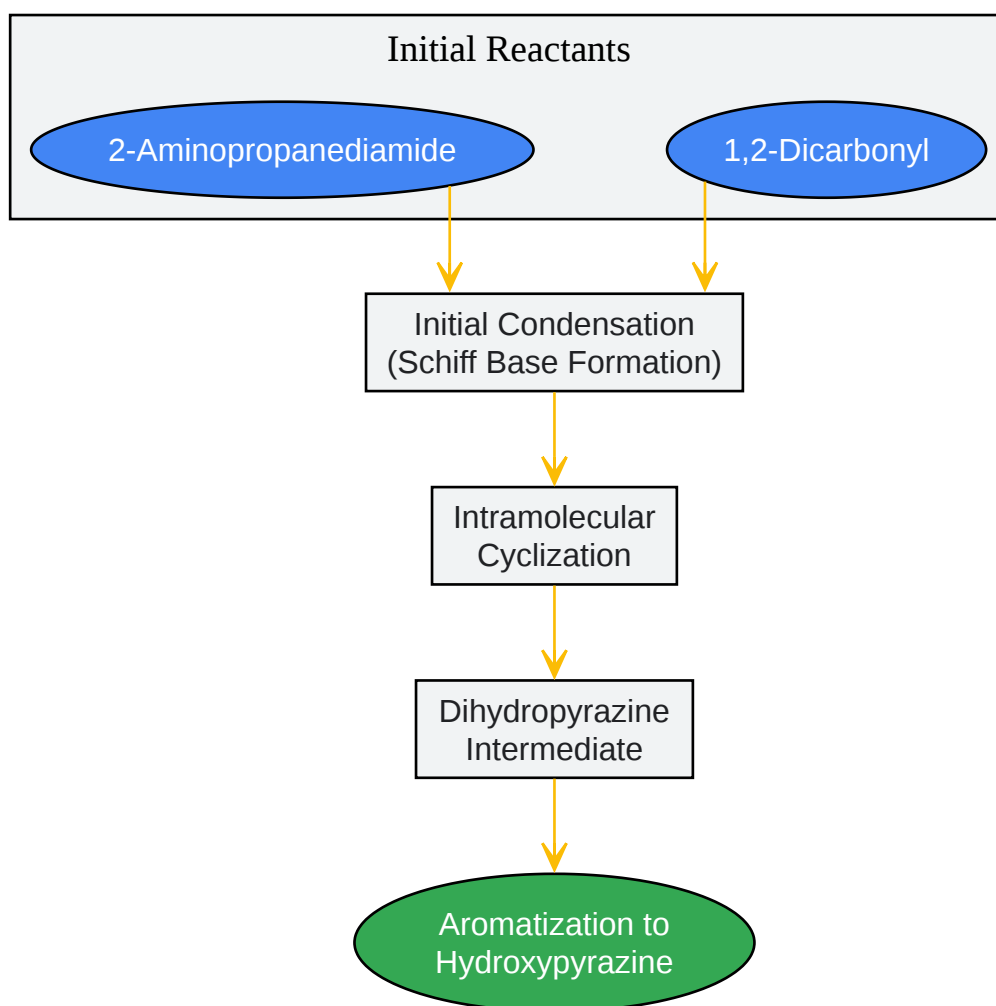 Initial Reactants
2-Aminopropanediamide
1,2-Dicarbonyl
Initial Condensation
(Schiff Base Formation)
Intramolecular
Cyclization
Dihydropyrazine
Intermediate
Aromatization to
Hydroxypyrazine